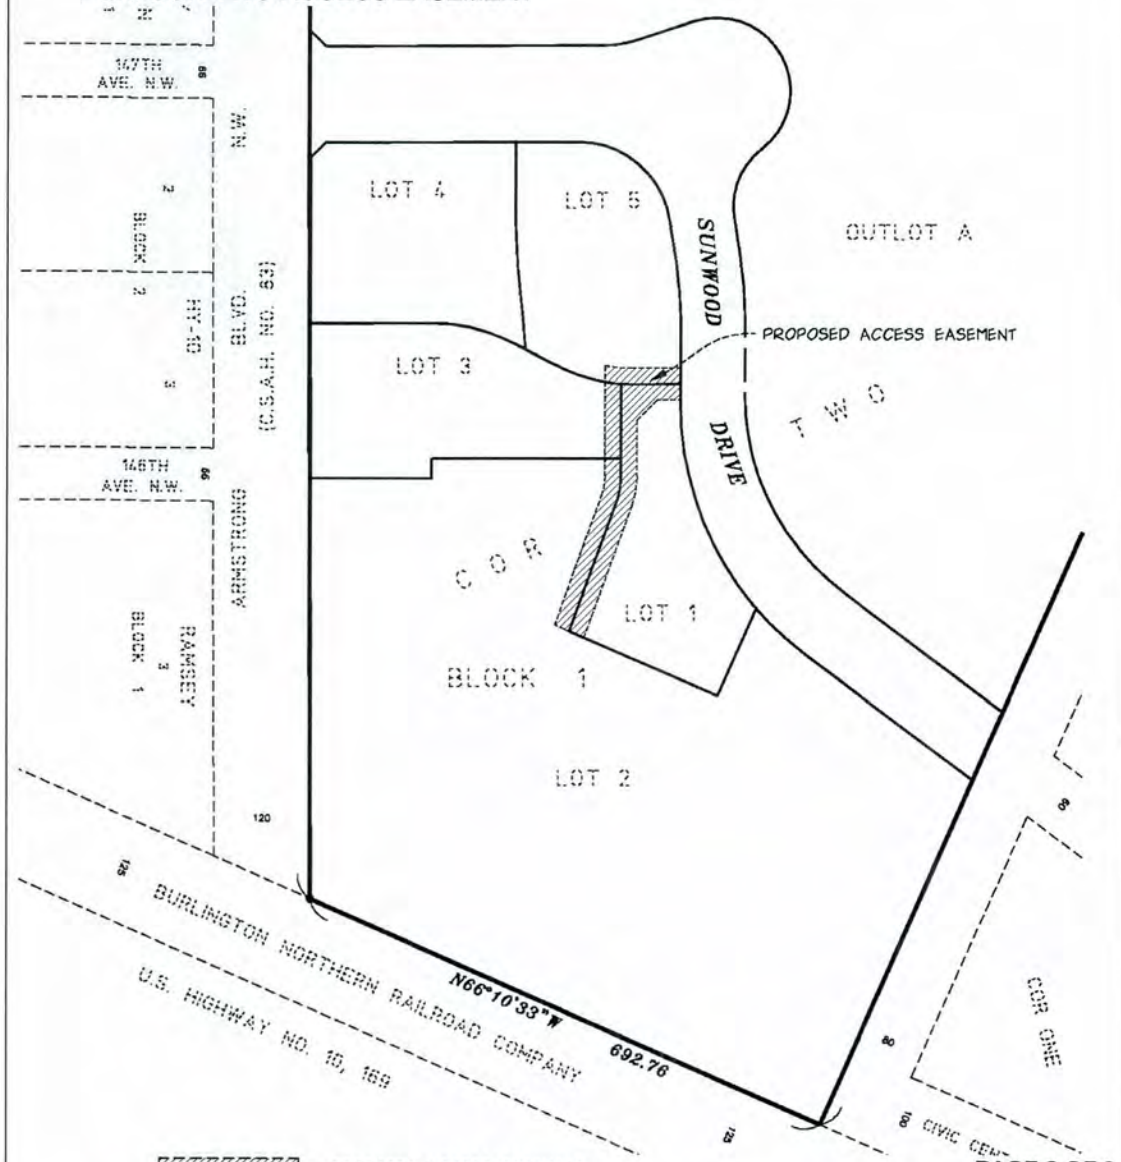 147TH
AVE. N.W.
66
N.W.
2
BLOCK 2
3
HY-10
BLVD.
(C.S.A.H. NO. 83)
146TH
AVE. N.W.
66
ARMSTRONG
RAMSEY
3
BLOCK 1
120
125
LOT 4
LOT 5
SUNWOOD
OUTLOT A
PROPOSED ACCESS EASEMENT
LOT 3
TWO
DRIVE
COR
LOT 1
BLOCK 1
LOT 2
60
COR ONE
80
100
CIVIC
BURLINGTON NORTHERN RAILROAD COMPANY
N66°10'33"W
692.76
U.S. HIGHWAY NO. 10, 169
125